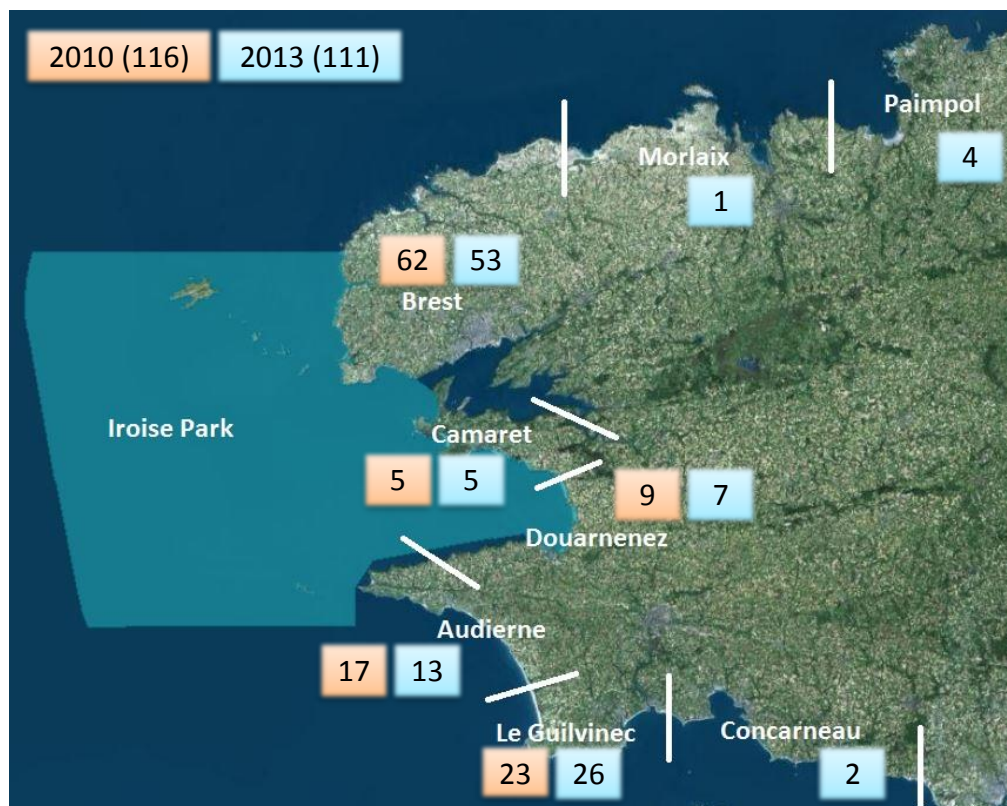 2010 (116) 2013 (111)
Paimpol
4
Morlaix
1
62 53
Brest
Iroise Park
Camaret
5 5
9 7
Douarnenez
Audierne
17 13
Le Guilvinec
23 26
Concarneau
2